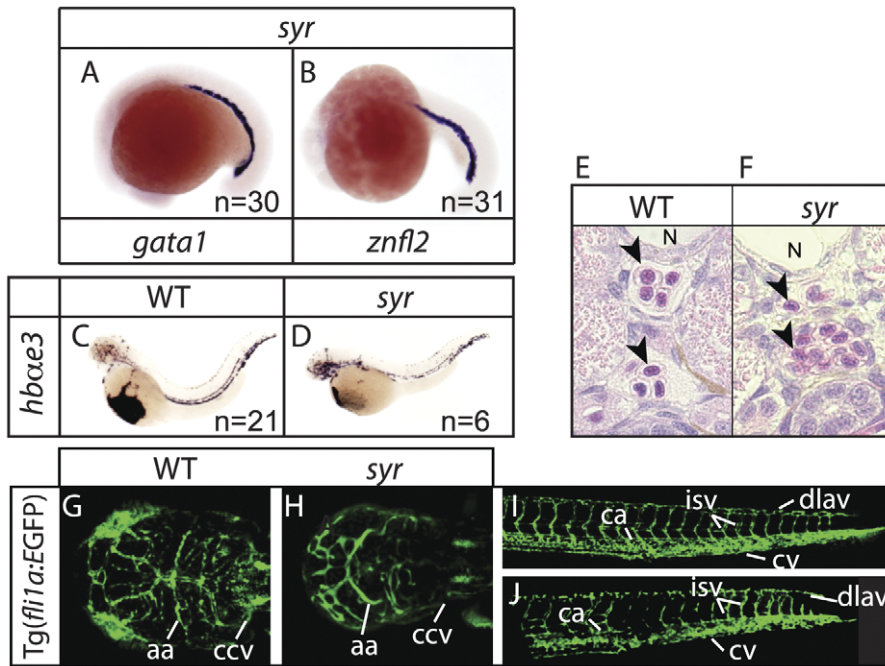 syr
A
B
n=30
n=31
gata1
znfl2
E
F
WT
syr
N
N
WT
syr
hbαe3
C
D
n=21
n=6
WT
syr
Tg(fli1a:EGFP)
G
H
aa
ccv
aa
ccv
I
ca
isv
dlav
cv
J
ca
isv
dlav
cv